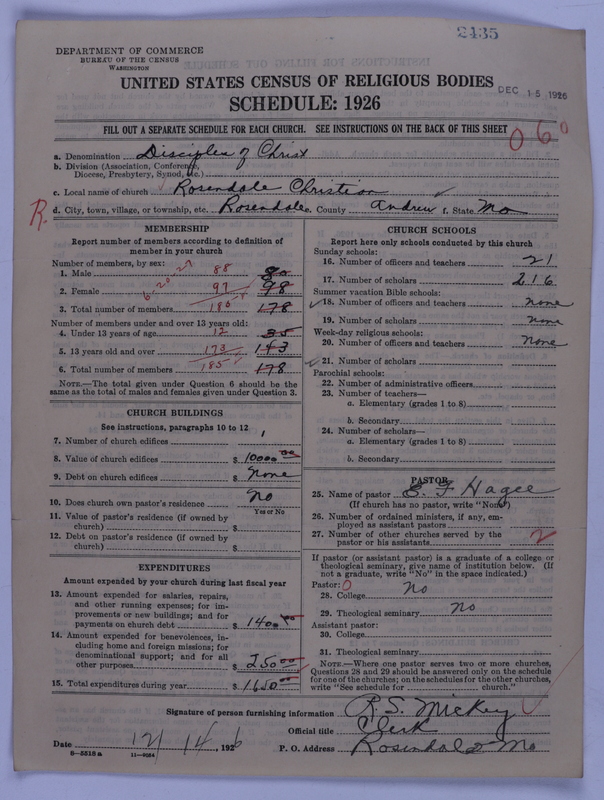 2435
DEPARTMENT OF COMMERCE
BUREAU OF THE CENSUS
WASHINGTON
UNITED STATES CENSUS OF RELIGIOUS BODIES
DEC 15 1926
SCHEDULE: 1926
FILL OUT A SEPARATE SCHEDULE FOR EACH CHURCH. SEE INSTRUCTIONS ON THE BACK OF THIS SHEET
060
a. Denomination Disciples of Christ
b. Division (Association, Conference,
Diocese, Presbytery, Synod, etc.)
c. Local name of church Rosendale Christian
R. d. City, town, village, or township, etc. Rosendale e. County Andrew f. State Mo
MEMBERSHIP
Report number of members according to definition of
member in your church
Number of members, by sex:
1. Male 88 80
2. Female 97 98
3. Total number of members 185 178
6-20-27
Number of members under and over 13 years old:
4. Under 13 years of age 12 35
5. 13 years old and over 173 143
6. Total number of members 185 178
NOTE.—The total given under Question 6 should be the
same as the total of males and females given under Question 3.
CHURCH BUILDINGS
See instructions, paragraphs 10 to 12
7. Number of church edifices 1
8. Value of church edifices $ 10000 00
9. Debt on church edifices $ None
10. Does church own pastor's residence? No
Yes or No
11. Value of pastor's residence (if owned by
church) $
12. Debt on pastor's residence (if owned by
church) $
EXPENDITURES
Amount expended by your church during last fiscal year
13. Amount expended for salaries, repairs,
and other running expenses; for im-
provements or new buildings; and for
payments on church debt $ 1400 00
14. Amount expended for benevolences, in-
cluding home and foreign missions; for
denominational support; and for all
other purposes $ 250 00
15. Total expenditures during year $ 1650 00
CHURCH SCHOOLS
Report here only schools conducted by this church
Sunday schools:
16. Number of officers and teachers 21
17. Number of scholars 216
Summer vacation Bible schools:
18. Number of officers and teachers none
19. Number of scholars none
Week-day religious schools:
20. Number of officers and teachers none
21. Number of scholars
Parochial schools:
22. Number of administrative officers
23. Number of teachers—
a. Elementary (grades 1 to 8)
b. Secondary
24. Number of scholars—
a. Elementary (grades 1 to 8)
b. Secondary
PASTOR
25. Name of pastor E. F. Hagee
(If church has no pastor, write "None")
26. Number of ordained ministers, if any, em-
ployed as assistant pastors
27. Number of other churches served by the
pastor or his assistants 2
If pastor (or assistant pastor) is a graduate of a college or
theological seminary, give name of institution below. (If
not a graduate, write "No" in the space indicated.)
Pastor: 0
28. College No
29. Theological seminary No
Assistant pastor:
30. College
31. Theological seminary
NOTE.—Where one pastor serves two or more churches,
Questions 28 and 29 should be answered only on the schedule
for one of the churches; on the schedules for the other churches,
write "See schedule for church."
Signature of person furnishing information R. S. Mickey
Official title Clerk
Date 12/14, 1926
P. O. Address Rosendale Mo
8-5518 a 11-9084